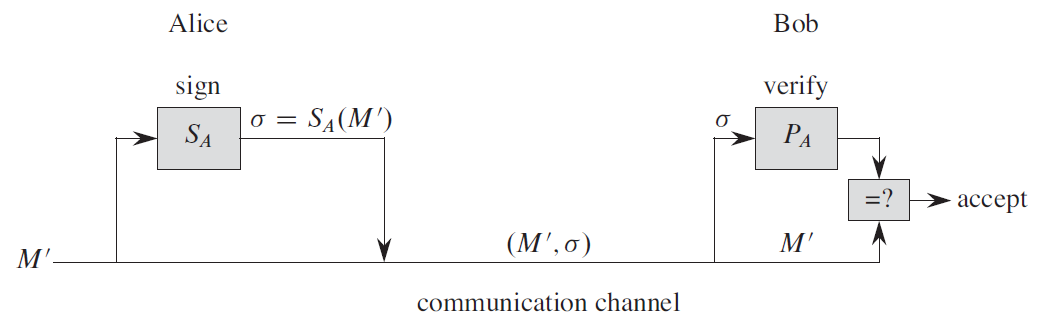 Alice
Bob
sign
verify
S_A
σ = S_A(M′)
σ
P_A
=?
accept
M′
(M′, σ)
M′
communication channel